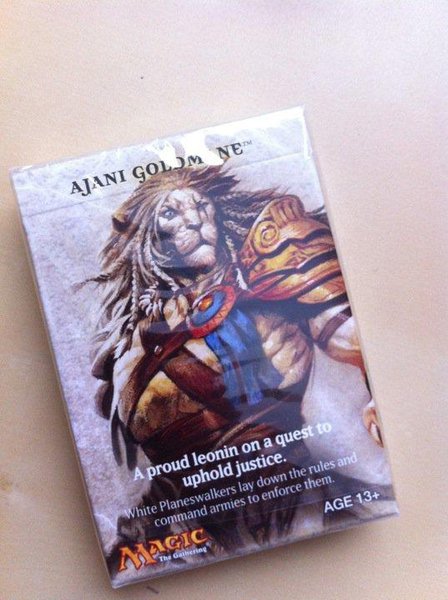 AJANI GOLDMANE™
A proud leonin on a quest to
uphold justice.
White Planeswalkers lay down the rules and
command armies to enforce them.
AGE 13+
MAGIC
The Gathering®